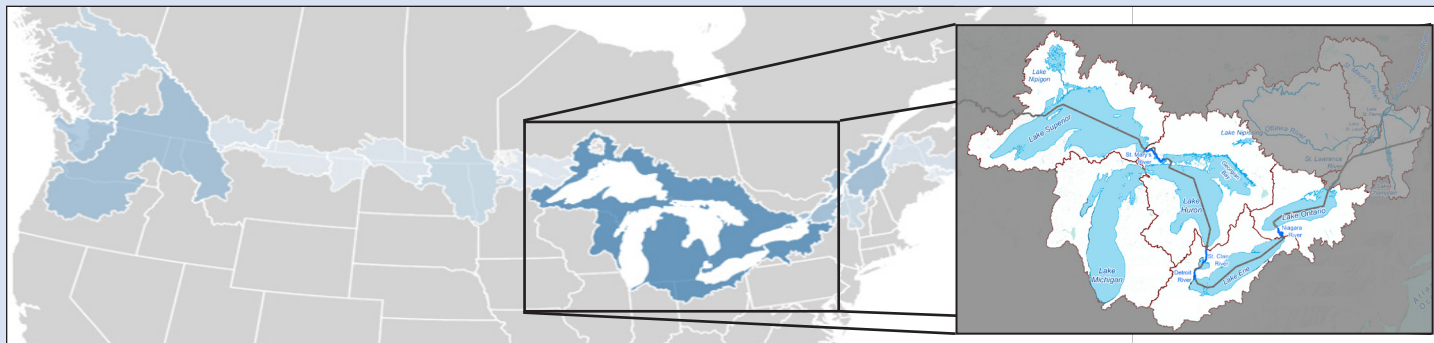 Lake
Nipigon
Lake Superior
St. Mary's
River
Lake Nipissing
Georgian
Bay
Ottawa River
St. Lawrence
River
Lake
Huron
Lake Ontario
Niagara
River
St. Clair
River
Detroit
River
Lake Erie
Lake
Michigan